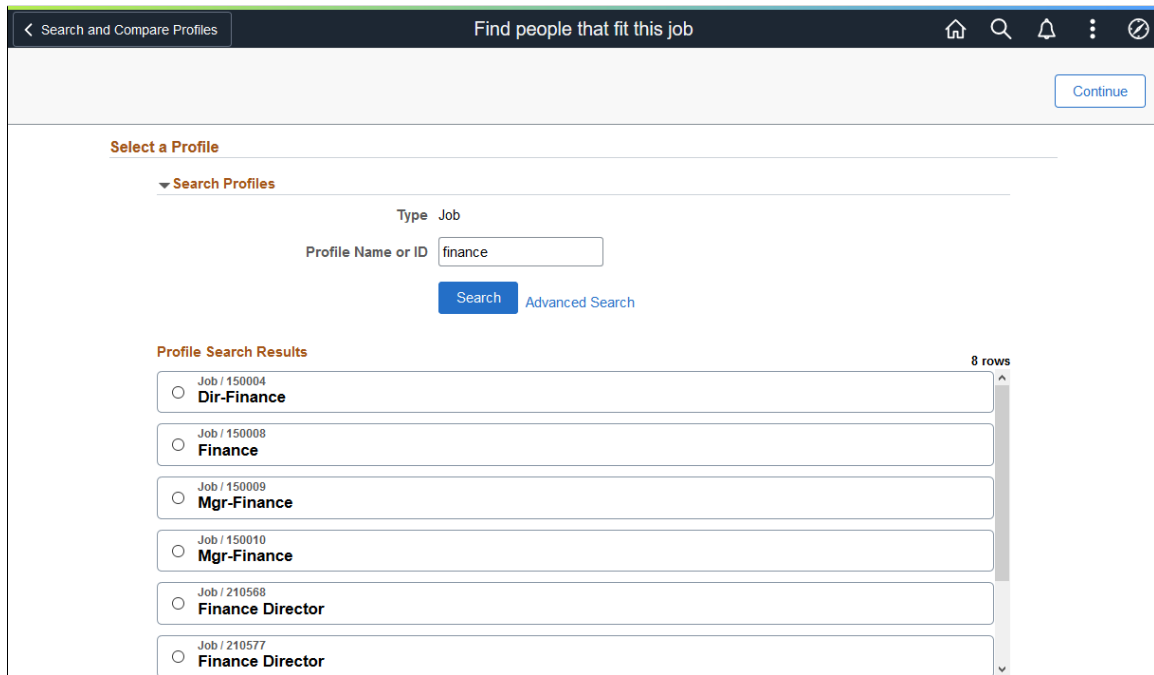 Search and Compare Profiles
Find people that fit this job
Continue
Select a Profile
Search Profiles
Type Job
Profile Name or ID finance
Search Advanced Search
Profile Search Results
8 rows
Job / 150004
Dir-Finance
Job / 150008
Finance
Job / 150009
Mgr-Finance
Job / 150010
Mgr-Finance
Job / 210568
Finance Director
Job / 210577
Finance Director